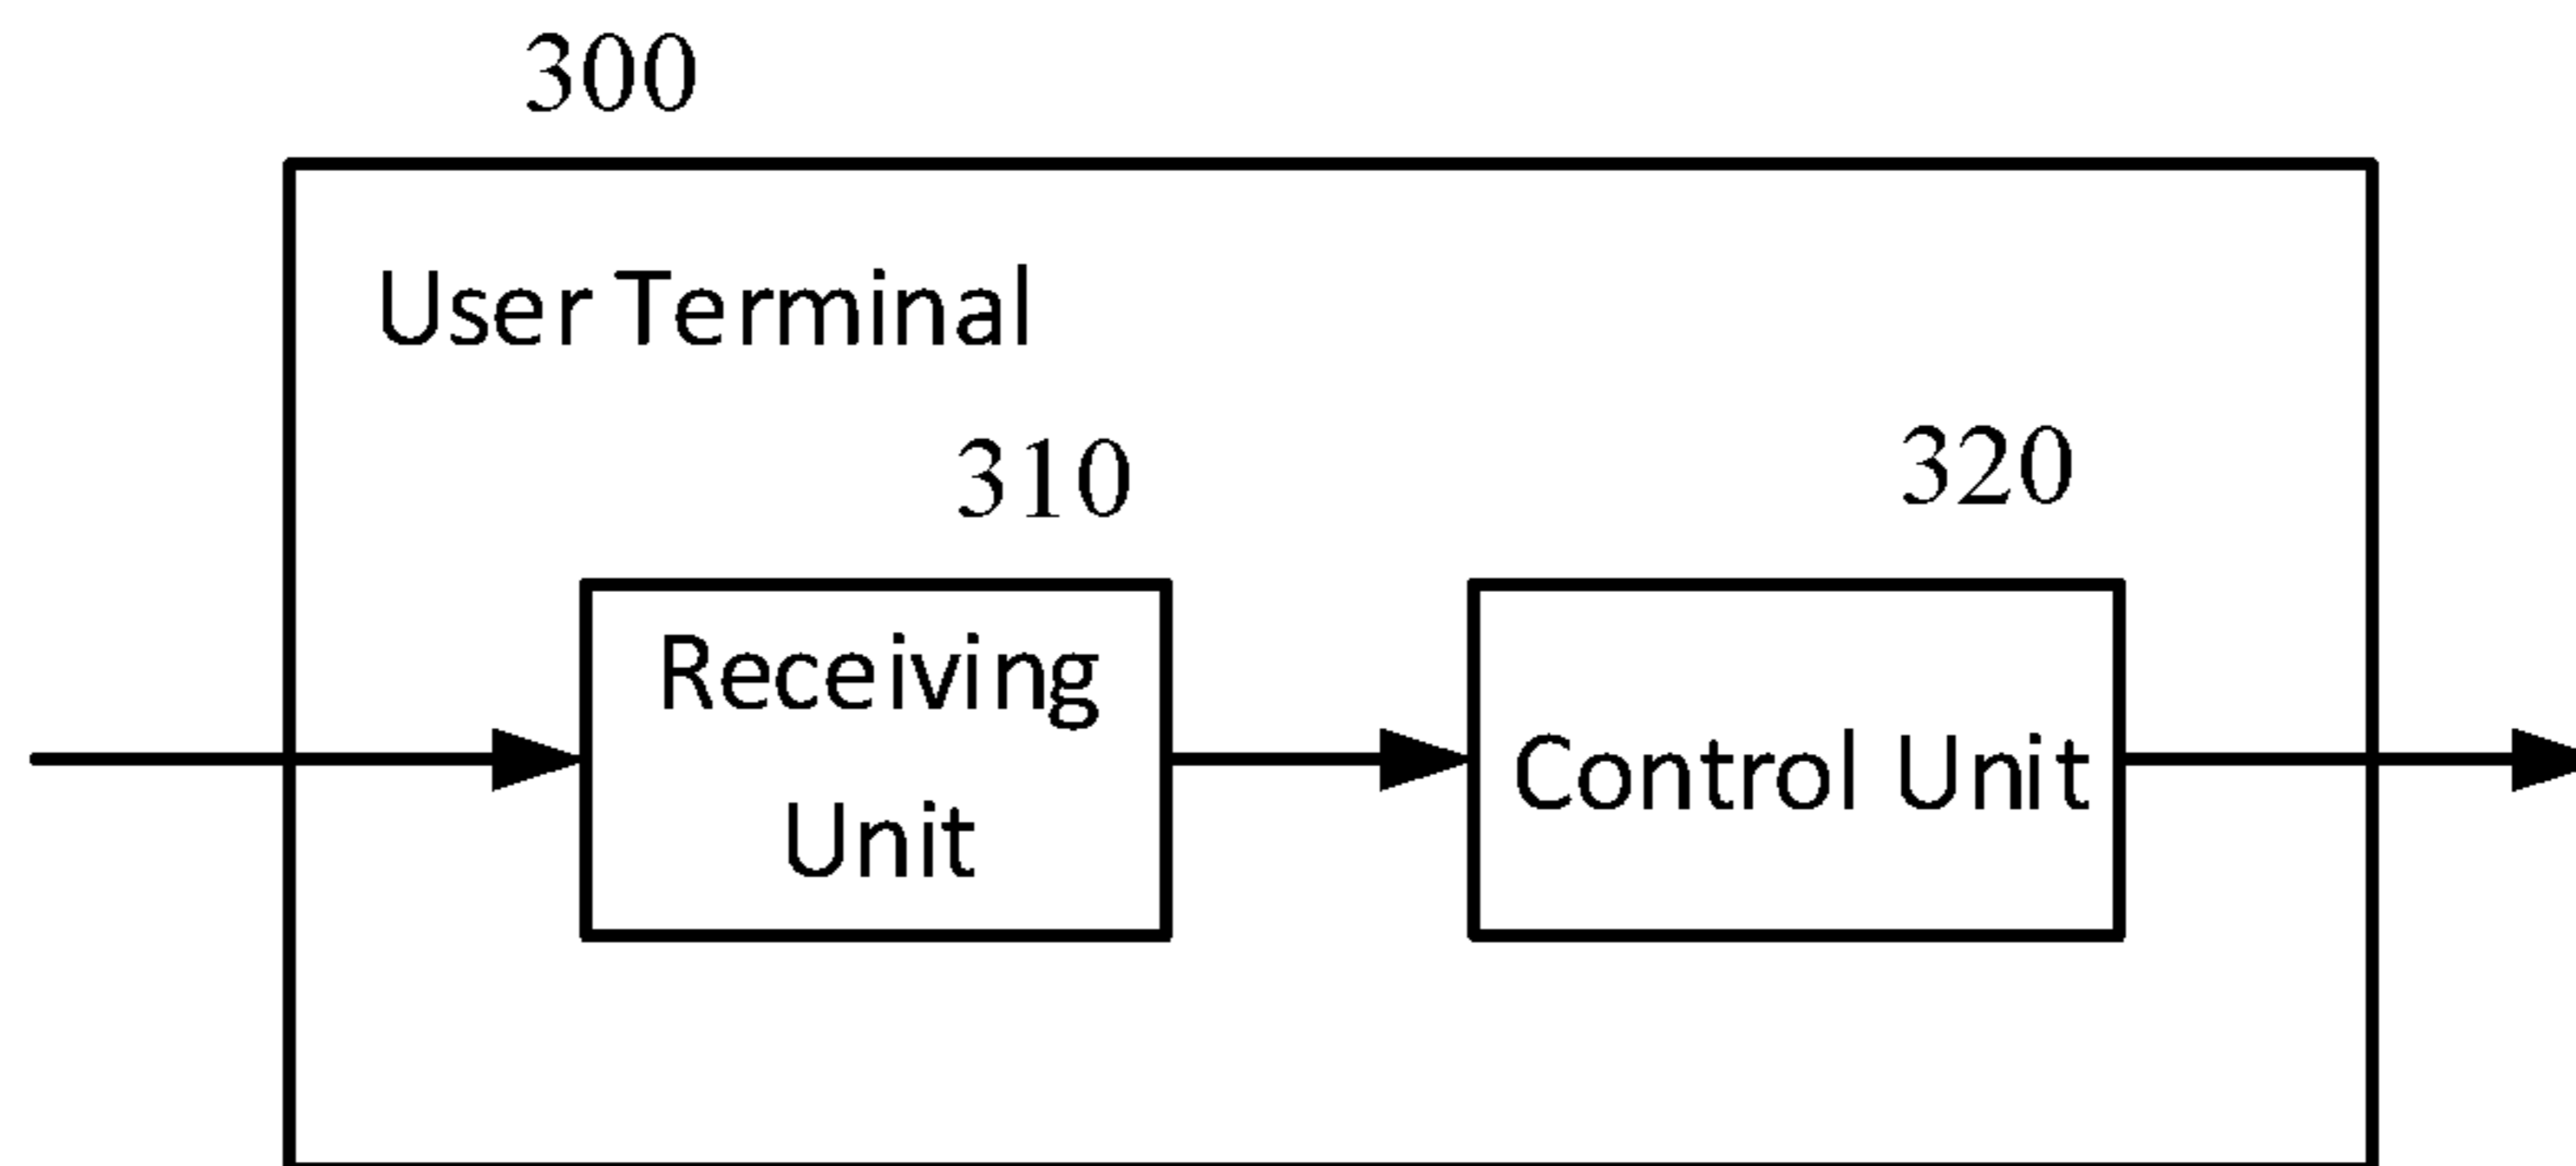 300
User Terminal
310
320
Receiving
Unit
Control Unit